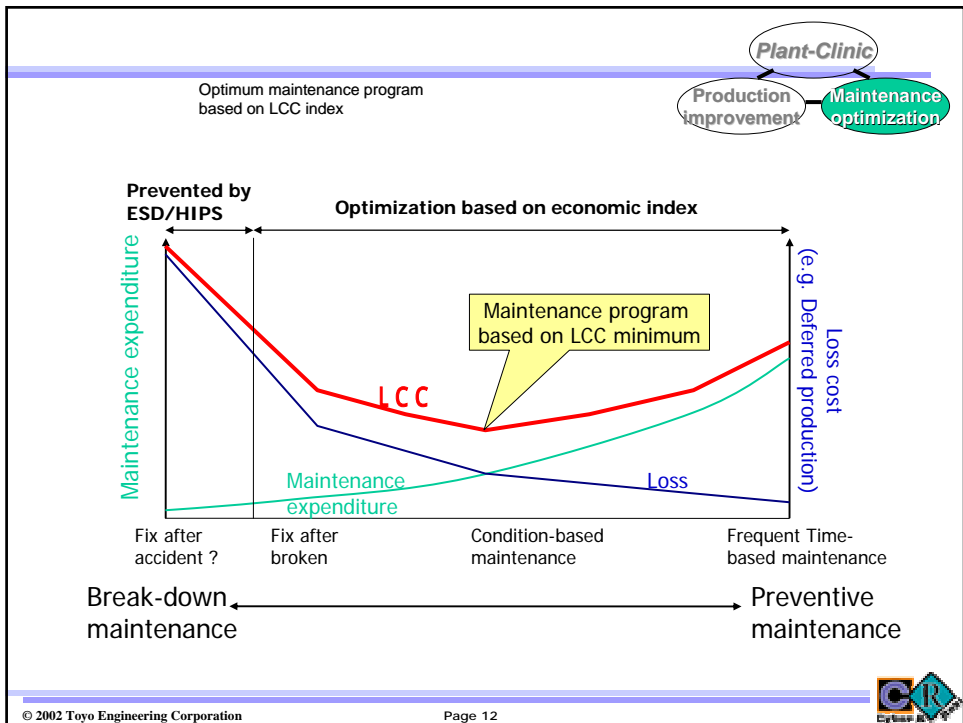 Plant-Clinic
Optimum maintenance program
based on LCC index
Production
improvement
Maintenance
optimization
Prevented by
ESD/HIPS
Optimization based on economic index
Maintenance expenditure
(e.g. Deferred production)
Loss cost
Maintenance program
based on LCC minimum
LCC
Maintenance
expenditure
Loss
Fix after
accident ?
Fix after
broken
Condition-based
maintenance
Frequent Time-
based maintenance
Break-down
maintenance
Preventive
maintenance
C R
© 2002 Toyo Engineering Corporation
Page 12